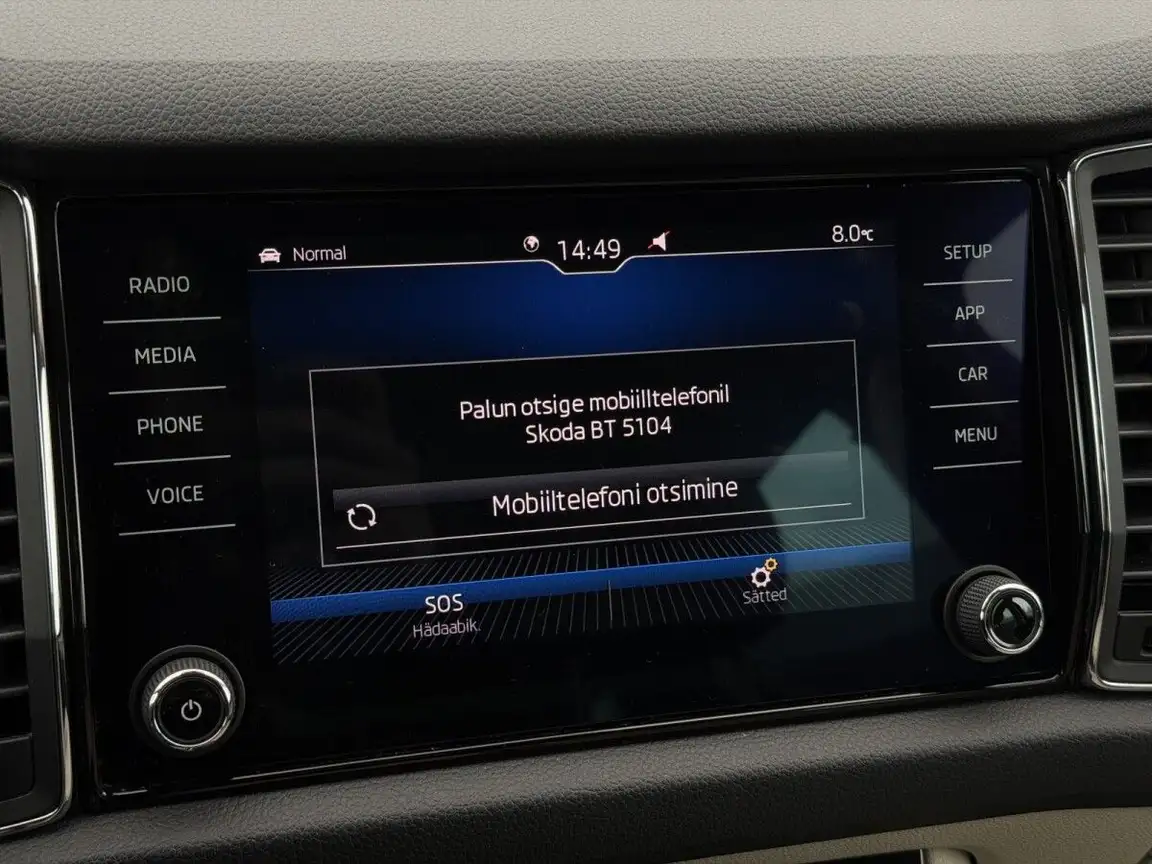 Normal
14:49
8.0°C
RADIO
MEDIA
PHONE
VOICE
SETUP
APP
CAR
MENU
Palun otsige mobiilltelefonil
Skoda BT 5104
Mobiiltelefoni otsimine
SOS
Hädaabik.
Sätted